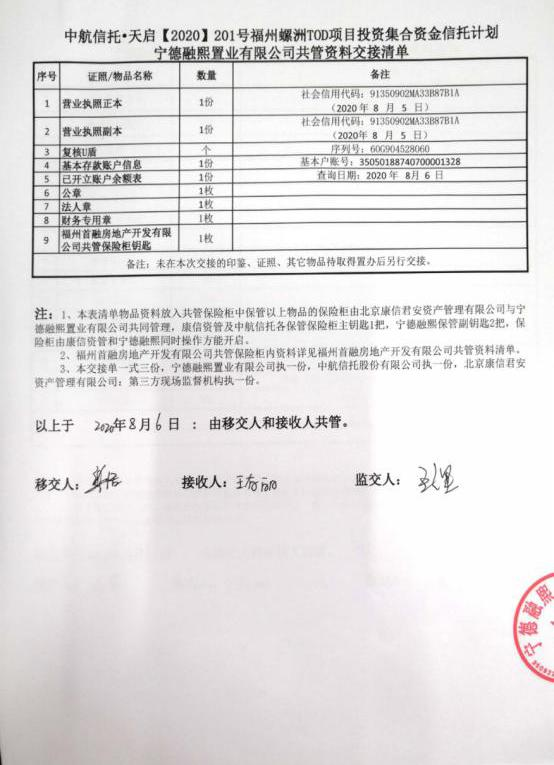 中航信托•天启【2020】201号福州螺洲TOD项目投资集合资金信托计划
宁德融熙置业有限公司共管资料交接清单
序号 证照/物品名称 数量 备注
1 营业执照正本 1份 社会信用代码：91350902MA33B87B1A
（2020年 8 月 5 日）
2 营业执照副本 1份 社会信用代码：91350902MA33B87B1A
（2020年 8 月 5 日）
3 复核U盾 个 序列号：60G904528060
4 基本存款账户信息 1份 基本户账号：35050188740700001328
5 已开立账户余额表 1份 查询日期：2020 年 8月 6 日
6 公章 1枚
7 法人章 1枚
8 财务专用章 1枚
9 福州首融房地产开发有限公司共管保险柜钥匙 1枚
备注：未在本次交接的印鉴、证照、其它物品待取得置办后另行交接。
注：1、本表清单物品资料放入共管保险柜中保管以上物品的保险柜由北京康信君安资产管理有限公司与宁
德融熙置业有限公司共同管理，康信资管及中航信托各保管保险柜主钥匙1把，宁德融熙保管副钥匙2把，保
险柜由康信资管和宁德融熙同时操作方能开启。
2、福州首融房地产开发有限公司共管保险柜内资料详见福州首融房地产开发有限公司共管资料清单。
3、本交接单一式三份，宁德融熙置业有限公司执一份，中航信托股份有限公司执一份，北京康信君安
资产管理有限公司：第三方现场监督机构执一份。
以上于 2020年8月6日 ：由移交人和接收人共管。
移交人： 接收人： 监交人：
宁德融熙